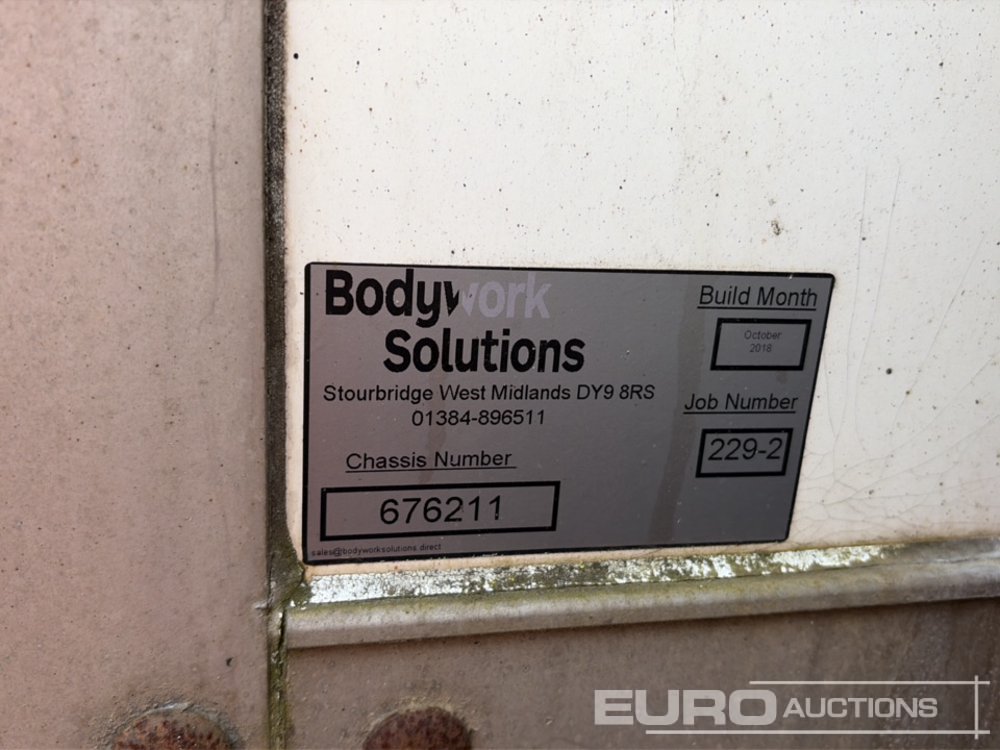 Bodywork
Solutions
Stourbridge West Midlands DY9 8RS
01384-896511
Chassis Number
676211
sales@bodyworksolutions.direct
Build Month
October
2018
Job Number
229-2
EURO AUCTIONS